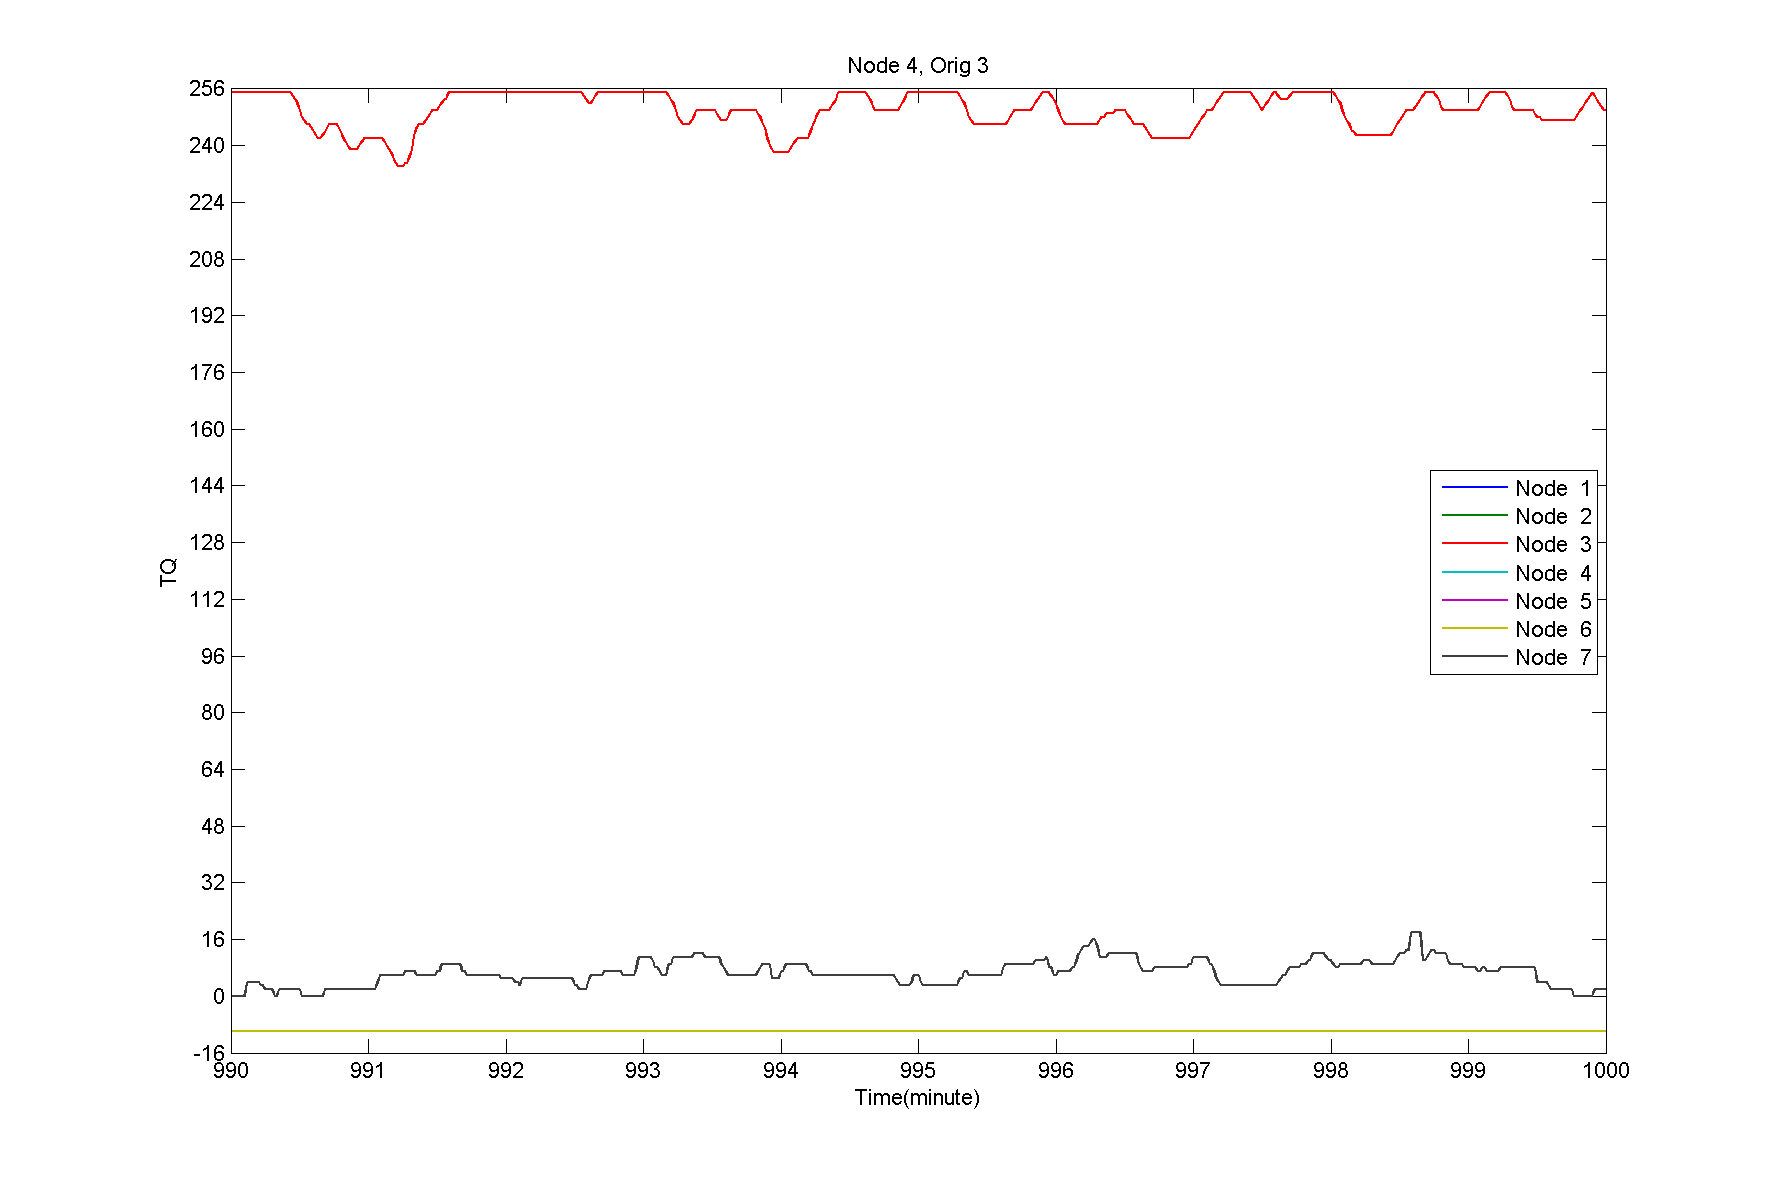 Node 4, Orig 3
256
240
224
208
192
176
160
144
128
112
96
80
64
48
32
16
0
-16
TQ
Node 1
Node 2
Node 3
Node 4
Node 5
Node 6
Node 7
990 991 992 993 994 995 996 997 998 999 1000
Time(minute)